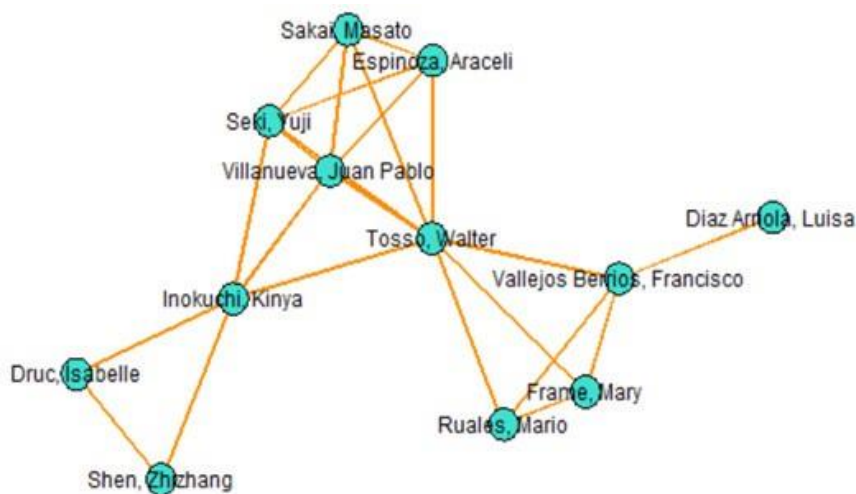 Sakai, Masato
Espinoza, Araceli
Seki, Yuji
Villanueva, Juan Pablo
Diaz Arriola, Luisa
Tosso, Walter
Vallejos Berrios, Francisco
Inokuchi, Kinya
Druc, Isabelle
Frame, Mary
Ruales, Mario
Shen, Zhizhang